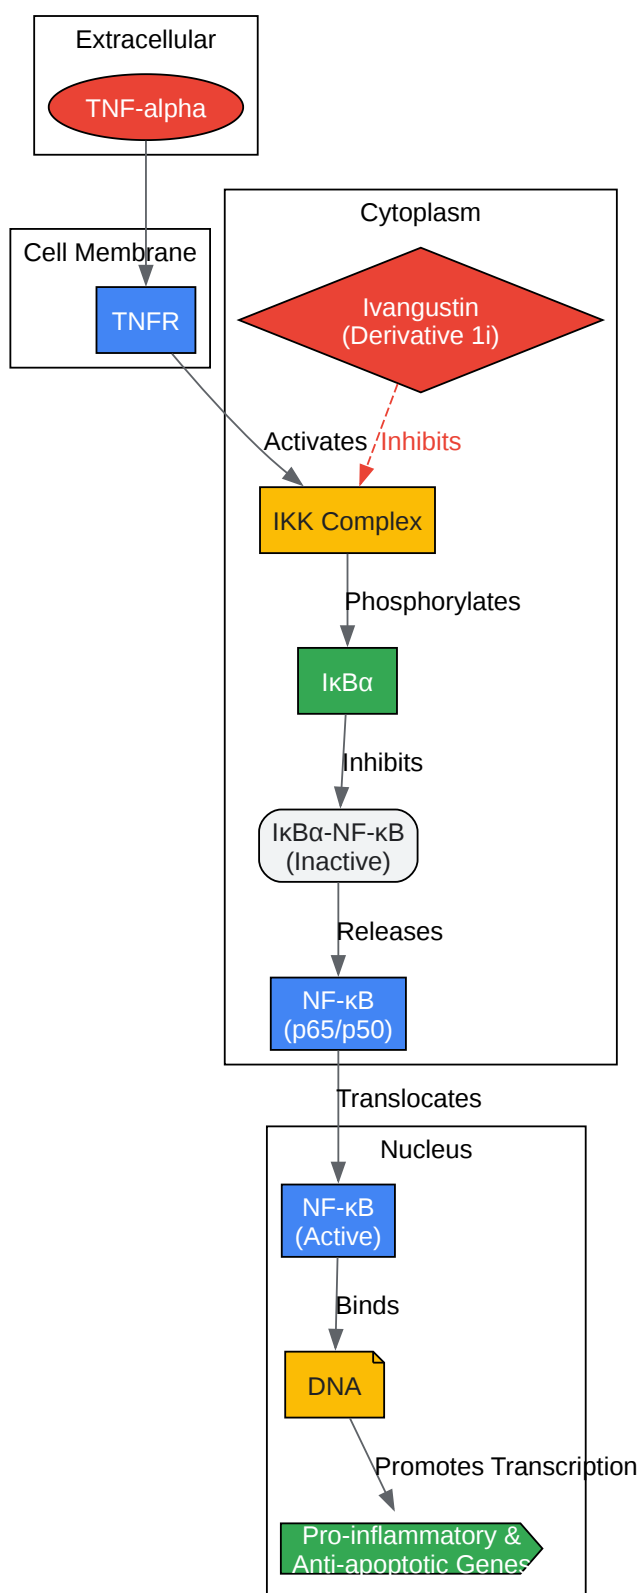 Extracellular
TNF-alpha
Cell Membrane
TNFR
Cytoplasm
Ivangustin
(Derivative 1i)
Activates
Inhibits
IKK Complex
Phosphorylates
IκBα
Inhibits
IκBα-NF-κB
(Inactive)
Releases
NF-κB
(p65/p50)
Translocates
Nucleus
NF-κB
(Active)
Binds
DNA
Promotes Transcription
Pro-inflammatory &
Anti-apoptotic Genes